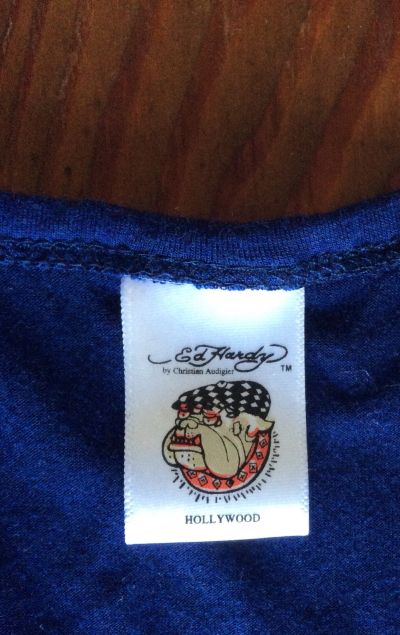 Ed Hardy
by Christian Audigier
TM
HOLLYWOOD